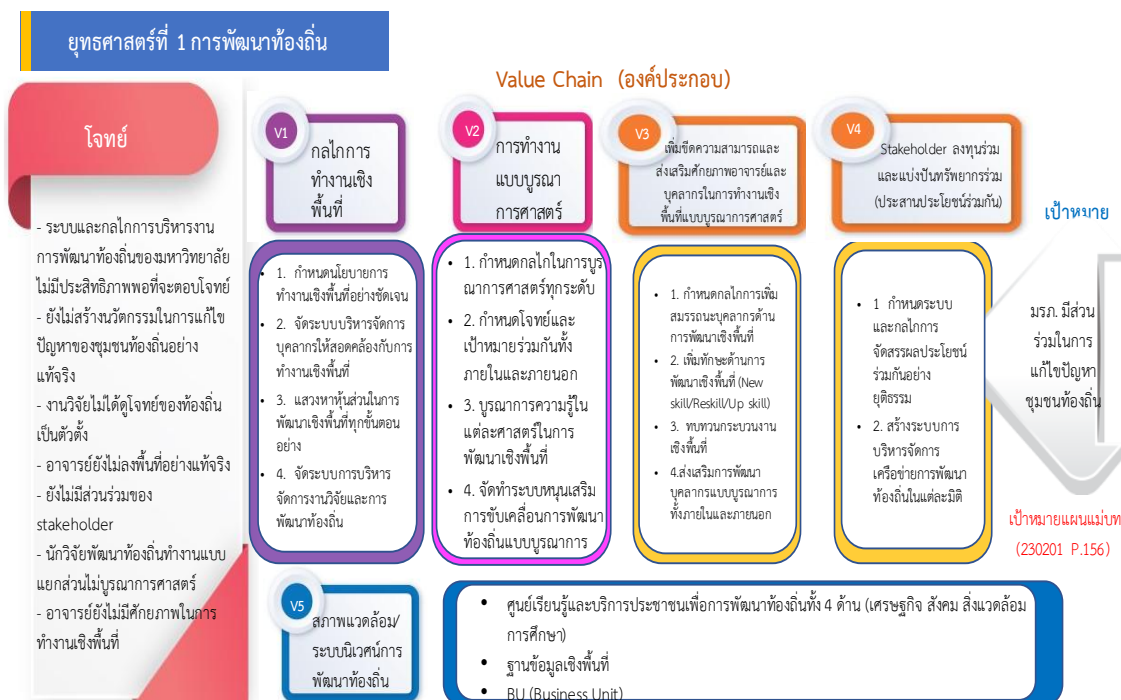 ยุทธศาสตร์ที่ 1 การพัฒนาท้องถิ่น
Value Chain (องค์ประกอบ)
โจทย์
- ระบบและกลไกการบริหารงาน
การพัฒนาท้องถิ่นของมหาวิทยาลัย
ไม่มีประสิทธิภาพพอที่จะตอบโจทย์
- ยังไม่สร้างนวัตกรรมในการแก้ไข
ปัญหาของชุมชนท้องถิ่นอย่าง
แท้จริง
- งานวิจัยไม่ได้ดูโจทย์ของท้องถิ่น
เป็นตัวตั้ง
- อาจารย์ยังไม่ลงพื้นที่อย่างแท้จริง
- ยังไม่มีส่วนร่วมของ
stakeholder
- นักวิจัยพัฒนาท้องถิ่นทำงานแบบ
แยกส่วนไม่บูรณาการศาสตร์
- อาจารย์ยังไม่มีศักยภาพในการ
ทำงานเชิงพื้นที่
V1
กลไกการ
ทำงานเชิง
พื้นที่
• 1. กำหนดนโยบายการ
ทำงานเชิงพื้นที่อย่างชัดเจน
• 2. จัดระบบบริหารจัดการ
บุคลากรให้สอดคล้องกับการ
ทำงานเชิงพื้นที่
• 3. แสวงหาหุ้นส่วนในการ
พัฒนาเชิงพื้นที่ทุกขั้นตอน
อย่าง
• 4. จัดระบบการบริหาร
จัดการงานวิจัยและการ
พัฒนาท้องถิ่น
V2
การทำงาน
แบบบูรณา
การศาสตร์
• 1. กำหนดกลไกในการบูร
ณาการศาสตร์ทุกระดับ
• 2. กำหนดโจทย์และ
เป้าหมายร่วมกันทั้ง
ภายในและภายนอก
• 3. บูรณาการความรู้ใน
แต่ละศาสตร์ในการ
พัฒนาเชิงพื้นที่
• 4. จัดทำระบบหนุนเสริม
การขับเคลื่อนการพัฒนา
ท้องถิ่นแบบบูรณาการ
V3
เพิ่มขีดความสามารถและ
ส่งเสริมศักยภาพอาจารย์และ
บุคลากรในการทำงานเชิง
พื้นที่แบบบูรณาการศาสตร์
• 1. กำหนดกลไกการเพิ่ม
สมรรถนะบุคลากรด้าน
การพัฒนาเชิงพื้นที่
• 2. เพิ่มทักษะด้านการ
พัฒนาเชิงพื้นที่ (New
skill/Reskill/Up skill)
• 3. ทบทวนกระบวนงาน
เชิงพื้นที่
• 4.ส่งเสริมการพัฒนา
บุคลากรแบบบูรณาการ
ทั้งภายในและภายนอก
V4
Stakeholder ลงทุนร่วม
และแบ่งปันทรัพยากรร่วม
(ประสานประโยชน์ร่วมกัน)
• 1 กำหนดระบบ
และกลไกการ
จัดสรรผลประโยชน์
ร่วมกันอย่าง
ยุติธรรม
• 2. สร้างระบบการ
บริหารจัดการ
เครือข่ายการพัฒนา
ท้องถิ่นในแต่ละมิติ
เป้าหมาย
มรภ. มีส่วน
ร่วมในการ
แก้ไขปัญหา
ชุมชนท้องถิ่น
เป้าหมายแผนแม่บท
(230201 P.156)
V5
สภาพแวดล้อม/
ระบบนิเวศน์การ
พัฒนาท้องถิ่น
• ศูนย์เรียนรู้และบริการประชาชนเพื่อการพัฒนาท้องถิ่นทั้ง 4 ด้าน (เศรษฐกิจ สังคม สิ่งแวดล้อม
การศึกษา)
• ฐานข้อมูลเชิงพื้นที่
• BU (Business Unit)